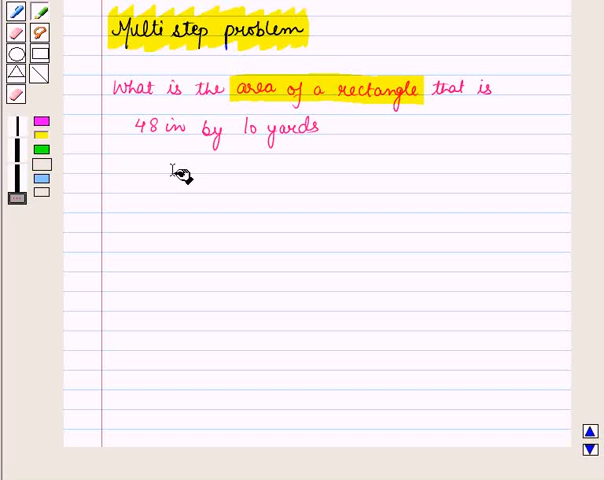 Multi step problem
What is the area of a rectangle that is
48 in by 10 yards